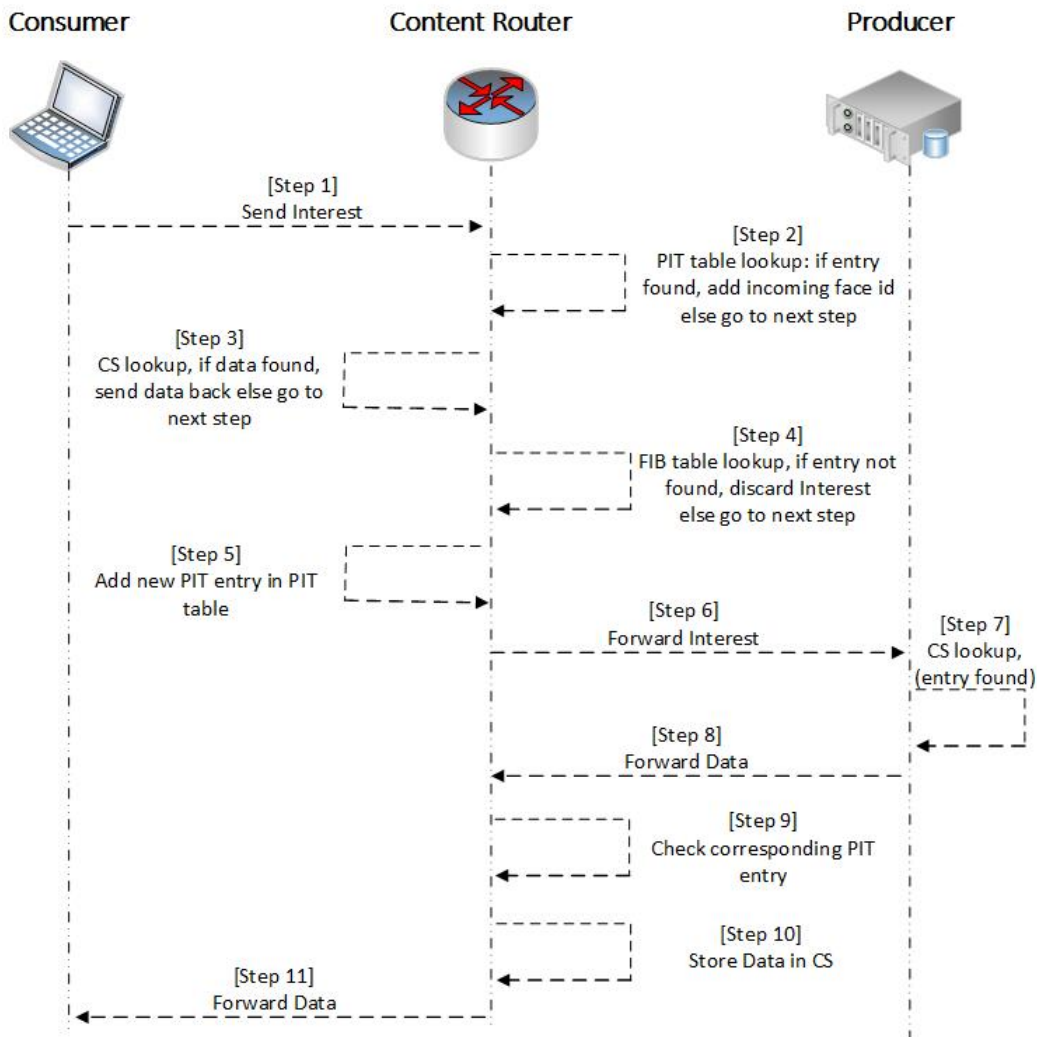 Consumer
Content Router
Producer
[Step 1]
Send Interest
[Step 2]
PIT table lookup: if entry
found, add incoming face id
else go to next step
[Step 3]
CS lookup, if data found,
send data back else go to
next step
[Step 4]
FIB table lookup, if entry not
found, discard Interest
else go to next step
[Step 5]
Add new PIT entry in PIT
table
[Step 6]
Forward Interest
[Step 7]
CS lookup,
(entry found)
[Step 8]
Forward Data
[Step 9]
Check corresponding PIT
entry
[Step 10]
Store Data in CS
[Step 11]
Forward Data